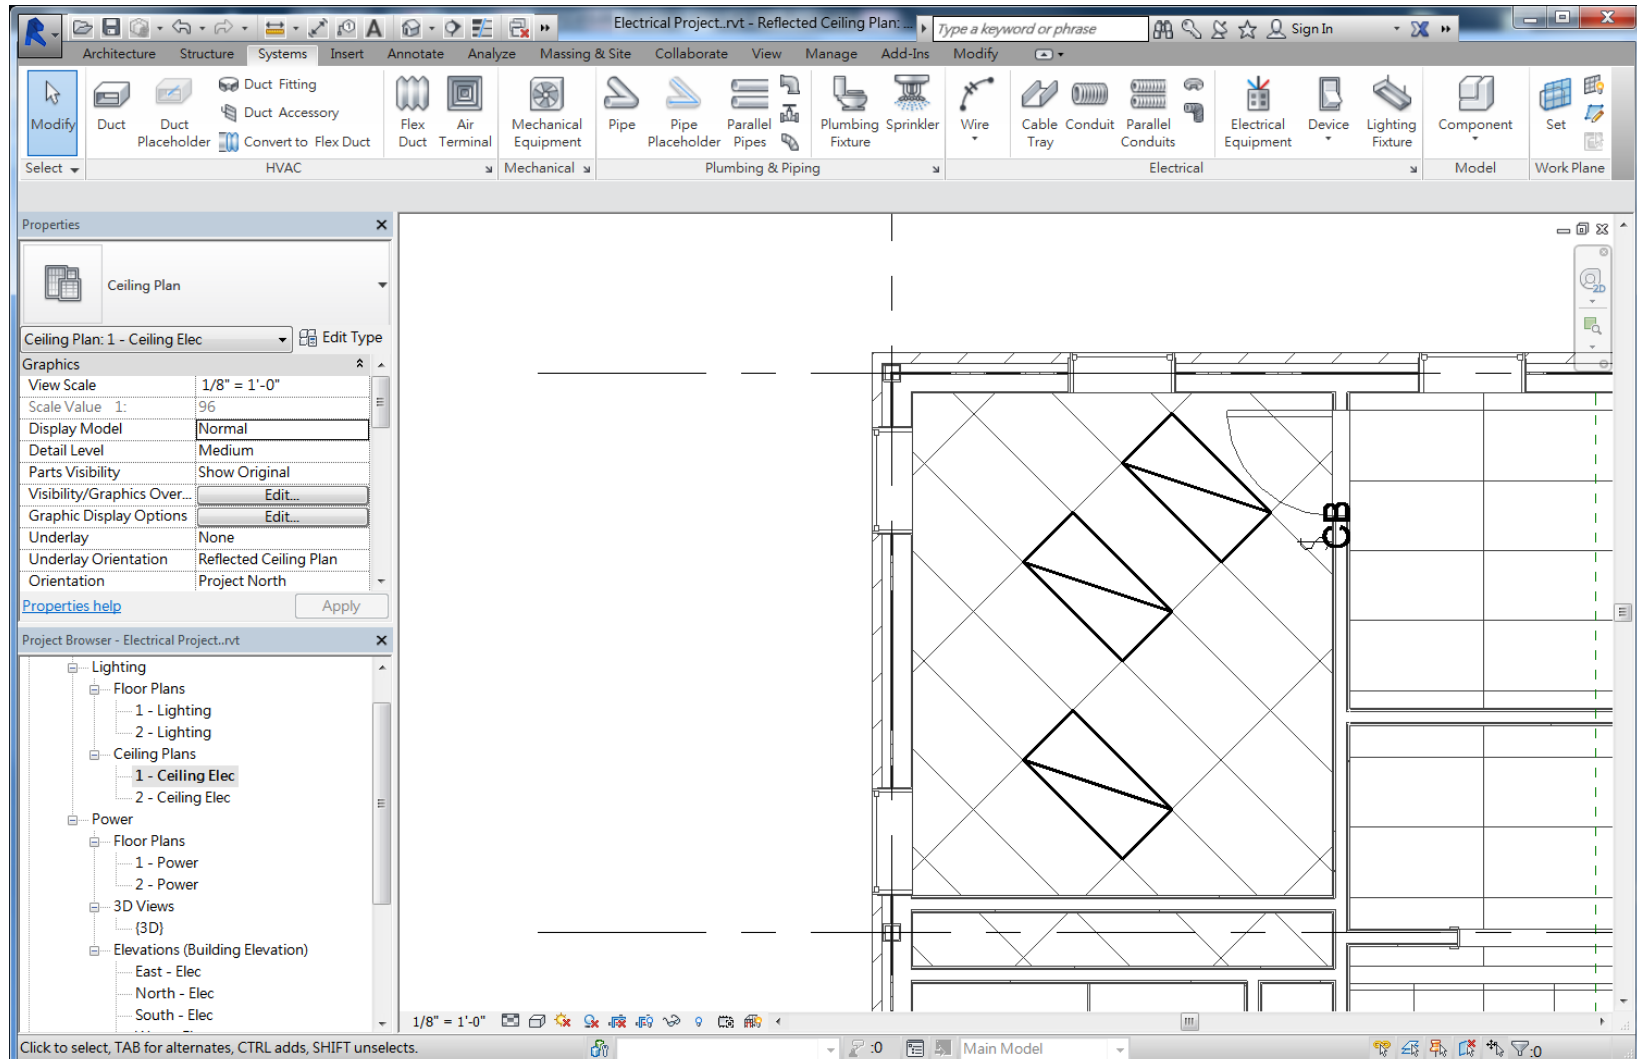 Electrical Project..rvt - Reflected Ceiling Plan: ...
Type a keyword or phrase
Sign In
Architecture Structure Systems Insert Annotate Analyze Massing & Site Collaborate View Manage Add-Ins Modify
Modify
Duct
Duct Placeholder
Duct Fitting
Duct Accessory
Convert to Flex Duct
Flex Duct
Air Terminal
Mechanical Equipment
Pipe
Pipe Placeholder
Parallel Pipes
Plumbing Fixture
Sprinkler
Wire
Cable Tray
Conduit
Parallel Conduits
Electrical Equipment
Device
Lighting Fixture
Component
Set
Select HVAC Mechanical Plumbing & Piping Electrical Model Work Plane
Properties
Ceiling Plan
Ceiling Plan: 1 - Ceiling Elec Edit Type
Graphics
View Scale 1/8" = 1'-0"
Scale Value 1: 96
Display Model Normal
Detail Level Medium
Parts Visibility Show Original
Visibility/Graphics Over... Edit...
Graphic Display Options Edit...
Underlay None
Underlay Orientation Reflected Ceiling Plan
Orientation Project North
Properties help Apply
Project Browser - Electrical Project..rvt
Lighting
Floor Plans
1 - Lighting
2 - Lighting
Ceiling Plans
1 - Ceiling Elec
2 - Ceiling Elec
Power
Floor Plans
1 - Power
2 - Power
3D Views
{3D}
Elevations (Building Elevation)
East - Elec
North - Elec
South - Elec
2D
CB
1/8" = 1'-0"
Click to select, TAB for alternates, CTRL adds, SHIFT unselects.
:0
Main Model
:0